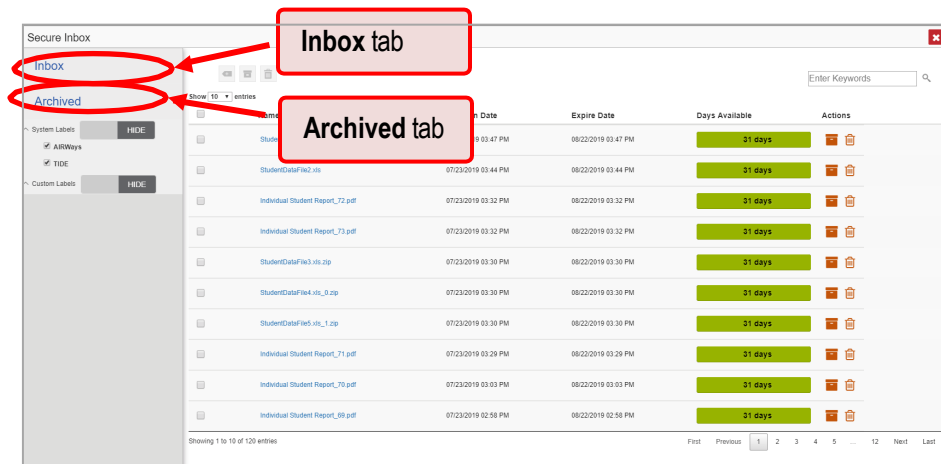 Secure Inbox
Inbox tab
Inbox
Enter Keywords
Show 10 entries
Archived
Archived tab
Name
n Date
Expire Date
Days Available
Actions
System Labels HIDE
AIRWays
TIDE
Custom Labels HIDE
Stude 03:47 PM 08/22/2019 03:47 PM 31 days
StudentDataFile2.xls 07/23/2019 03:44 PM 08/22/2019 03:44 PM 31 days
Individual Student Report_72.pdf 07/23/2019 03:32 PM 08/22/2019 03:32 PM 31 days
Individual Student Report_73.pdf 07/23/2019 03:32 PM 08/22/2019 03:32 PM 31 days
StudentDataFile3.xls.zip 07/23/2019 03:30 PM 08/22/2019 03:30 PM 31 days
StudentDataFile4.xls_0.zip 07/23/2019 03:30 PM 08/22/2019 03:30 PM 31 days
StudentDataFile5.xls_1.zip 07/23/2019 03:30 PM 08/22/2019 03:30 PM 31 days
Individual Student Report_71.pdf 07/23/2019 03:29 PM 08/22/2019 03:29 PM 31 days
Individual Student Report_70.pdf 07/23/2019 03:03 PM 08/22/2019 03:03 PM 31 days
Individual Student Report_69.pdf 07/23/2019 02:58 PM 08/22/2019 02:58 PM 31 days
Showing 1 to 10 of 120 entries First Previous 1 2 3 4 5 ... 12 Next Last